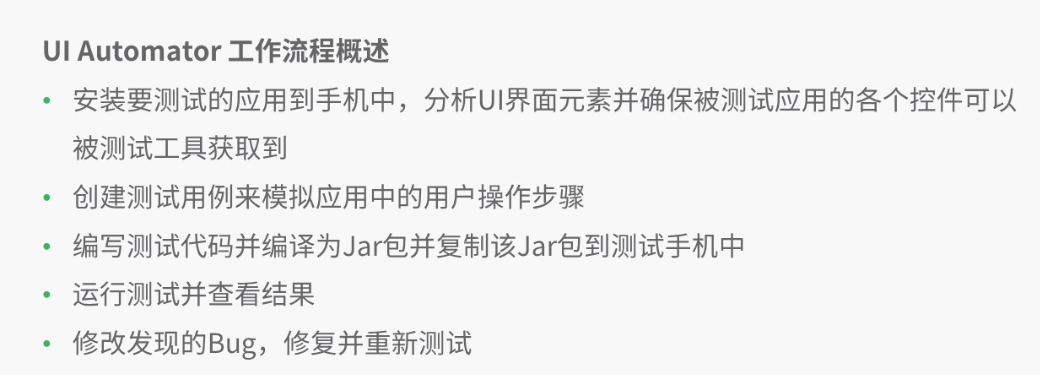 UI Automator 工作流程概述
• 安装要测试的应用到手机中，分析UI界面元素并确保被测试应用的各个控件可以
被测试工具获取到
• 创建测试用例来模拟应用中的用户操作步骤
• 编写测试代码并编译为Jar包并复制该Jar包到测试手机中
• 运行测试并查看结果
• 修改发现的Bug，修复并重新测试